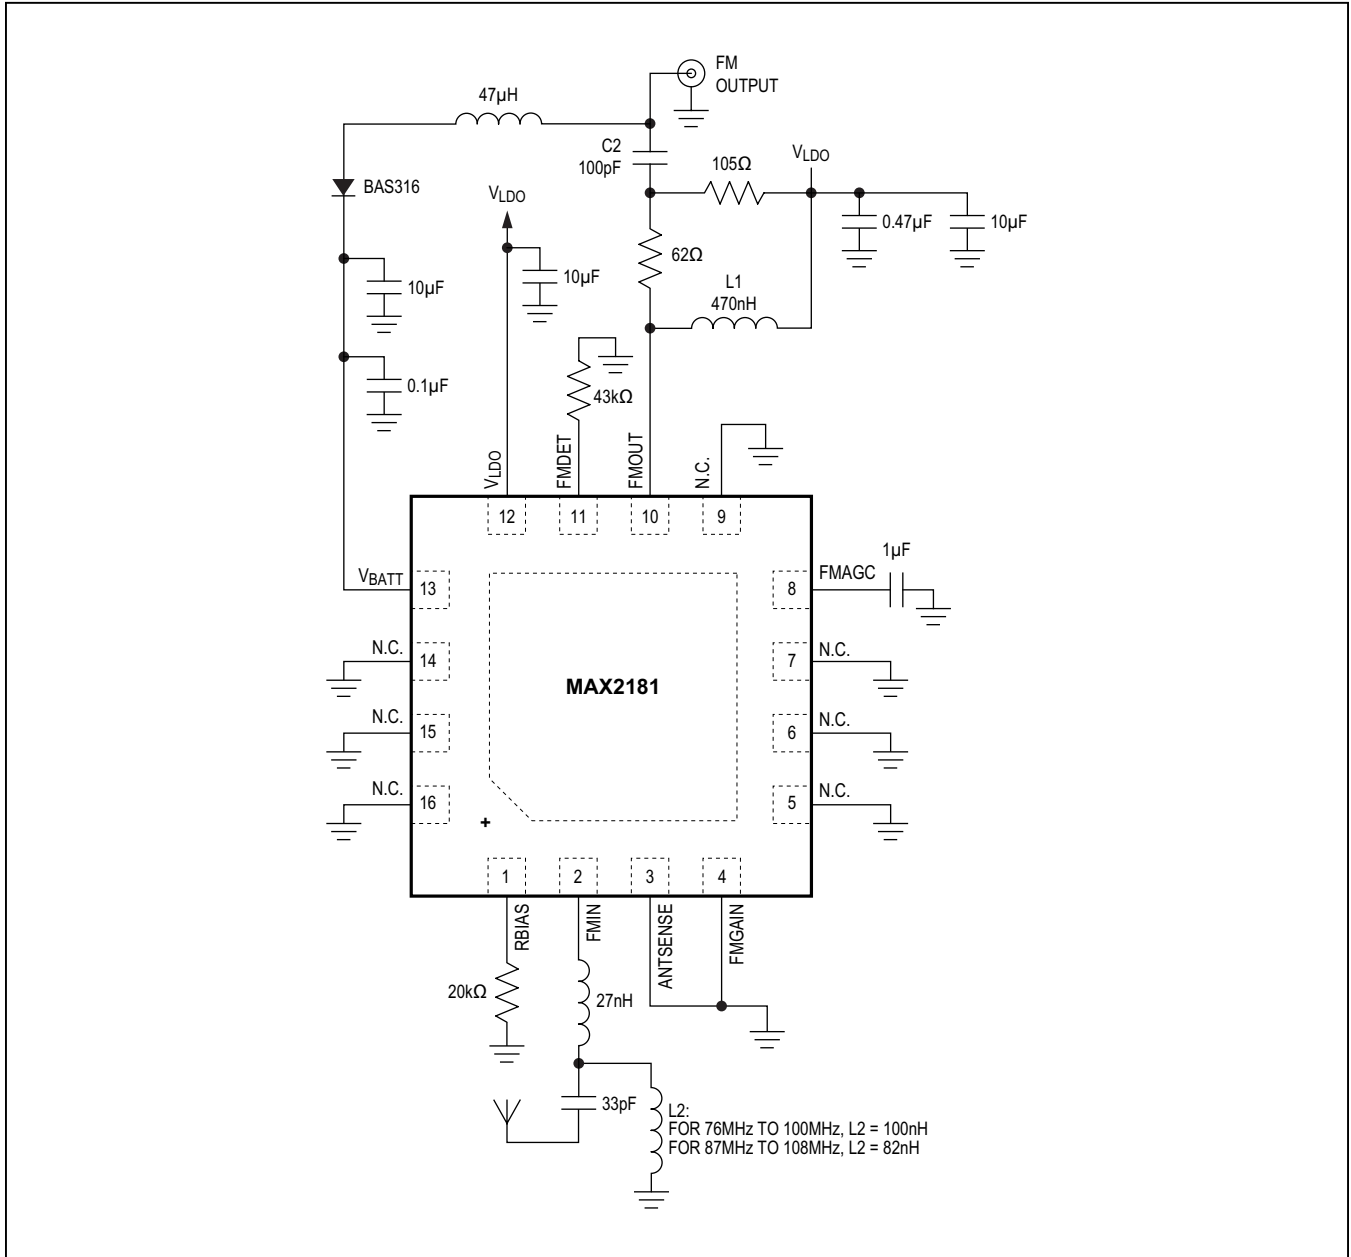 FM
OUTPUT
47µH
C2
100pF
105Ω
VLDO
BAS316
VLDO
0.47µF
10µF
62Ω
10µF
10µF
L1
470nH
0.1µF
43kΩ
VLDO
FMDET
FMOUT
N.C.
12
11
10
9
1µF
VBATT
13
8
FMAGC
N.C.
14
7
N.C.
MAX2181
N.C.
15
6
N.C.
N.C.
16
5
N.C.
+
1
2
3
4
RBIAS
FMIN
ANTSENSE
FMGAIN
20kΩ
27nH
33pF
L2:
FOR 76MHz TO 100MHz, L2 = 100nH
FOR 87MHz TO 108MHz, L2 = 82nH